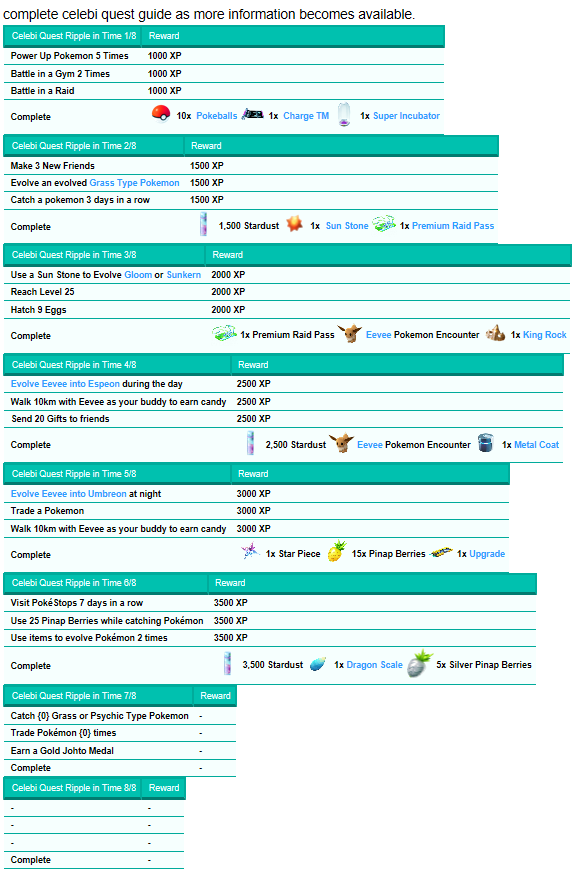 complete celebi quest guide as more information becomes available.
Celebi Quest Ripple in Time 1/8 Reward
Power Up Pokemon 5 Times 1000 XP
Battle in a Gym 2 Times 1000 XP
Battle in a Raid 1000 XP
Complete 10x Pokeballs 1x Charge TM 1x Super Incubator
Celebi Quest Ripple in Time 2/8 Reward
Make 3 New Friends 1500 XP
Evolve an evolved Grass Type Pokemon 1500 XP
Catch a pokemon 3 days in a row 1500 XP
Complete 1,500 Stardust 1x Sun Stone 1x Premium Raid Pass
Celebi Quest Ripple in Time 3/8 Reward
Use a Sun Stone to Evolve Gloom or Sunkern 2000 XP
Reach Level 25 2000 XP
Hatch 9 Eggs 2000 XP
Complete 1x Premium Raid Pass Eevee Pokemon Encounter 1x King Rock
Celebi Quest Ripple in Time 4/8 Reward
Evolve Eevee into Espeon during the day 2500 XP
Walk 10km with Eevee as your buddy to earn candy 2500 XP
Send 20 Gifts to friends 2500 XP
Complete 2,500 Stardust Eevee Pokemon Encounter 1x Metal Coat
Celebi Quest Ripple in Time 5/8 Reward
Evolve Eevee into Umbreon at night 3000 XP
Trade a Pokemon 3000 XP
Walk 10km with Eevee as your buddy to earn candy 3000 XP
Complete 1x Star Piece 15x Pinap Berries 1x Upgrade
Celebi Quest Ripple in Time 6/8 Reward
Visit PokéStops 7 days in a row 3500 XP
Use 25 Pinap Berries while catching Pokémon 3500 XP
Use items to evolve Pokémon 2 times 3500 XP
Complete 3,500 Stardust 1x Dragon Scale 5x Silver Pinap Berries
Celebi Quest Ripple in Time 7/8 Reward
Catch {0} Grass or Psychic Type Pokemon -
Trade Pokémon {0} times -
Earn a Gold Johto Medal -
Complete -
Celebi Quest Ripple in Time 8/8 Reward
- -
- -
- -
Complete -